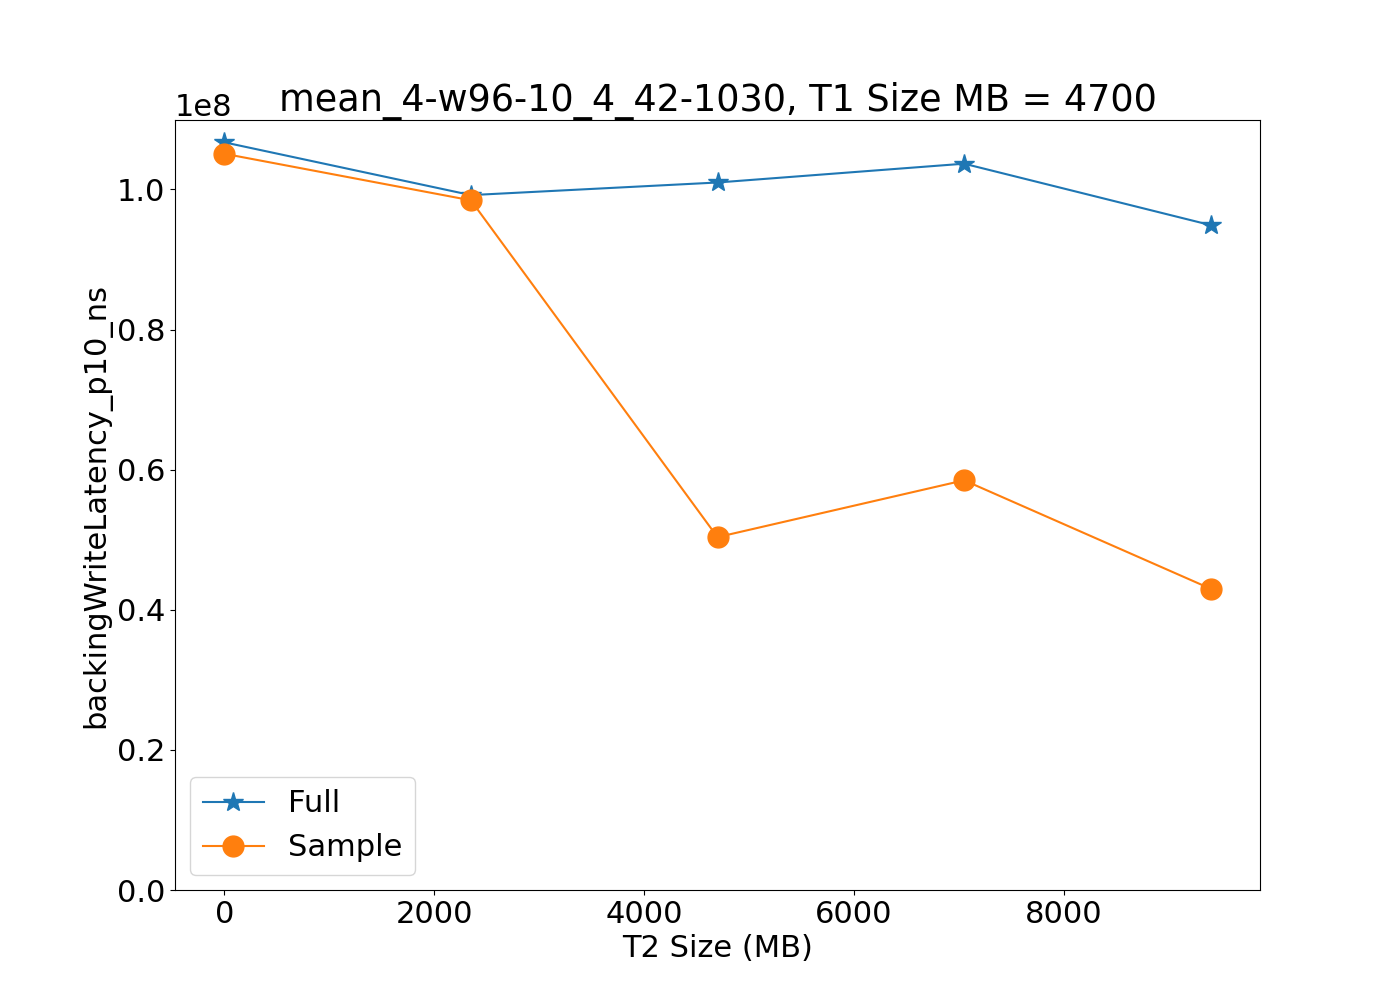 mean_4-w96-10_4_42-1030, T1 Size MB = 4700
1e8
1.0
0.8
0.6
0.4
0.2
0.0
backingWriteLatency_p10_ns
Full
Sample
0 2000 4000 6000 8000
T2 Size (MB)